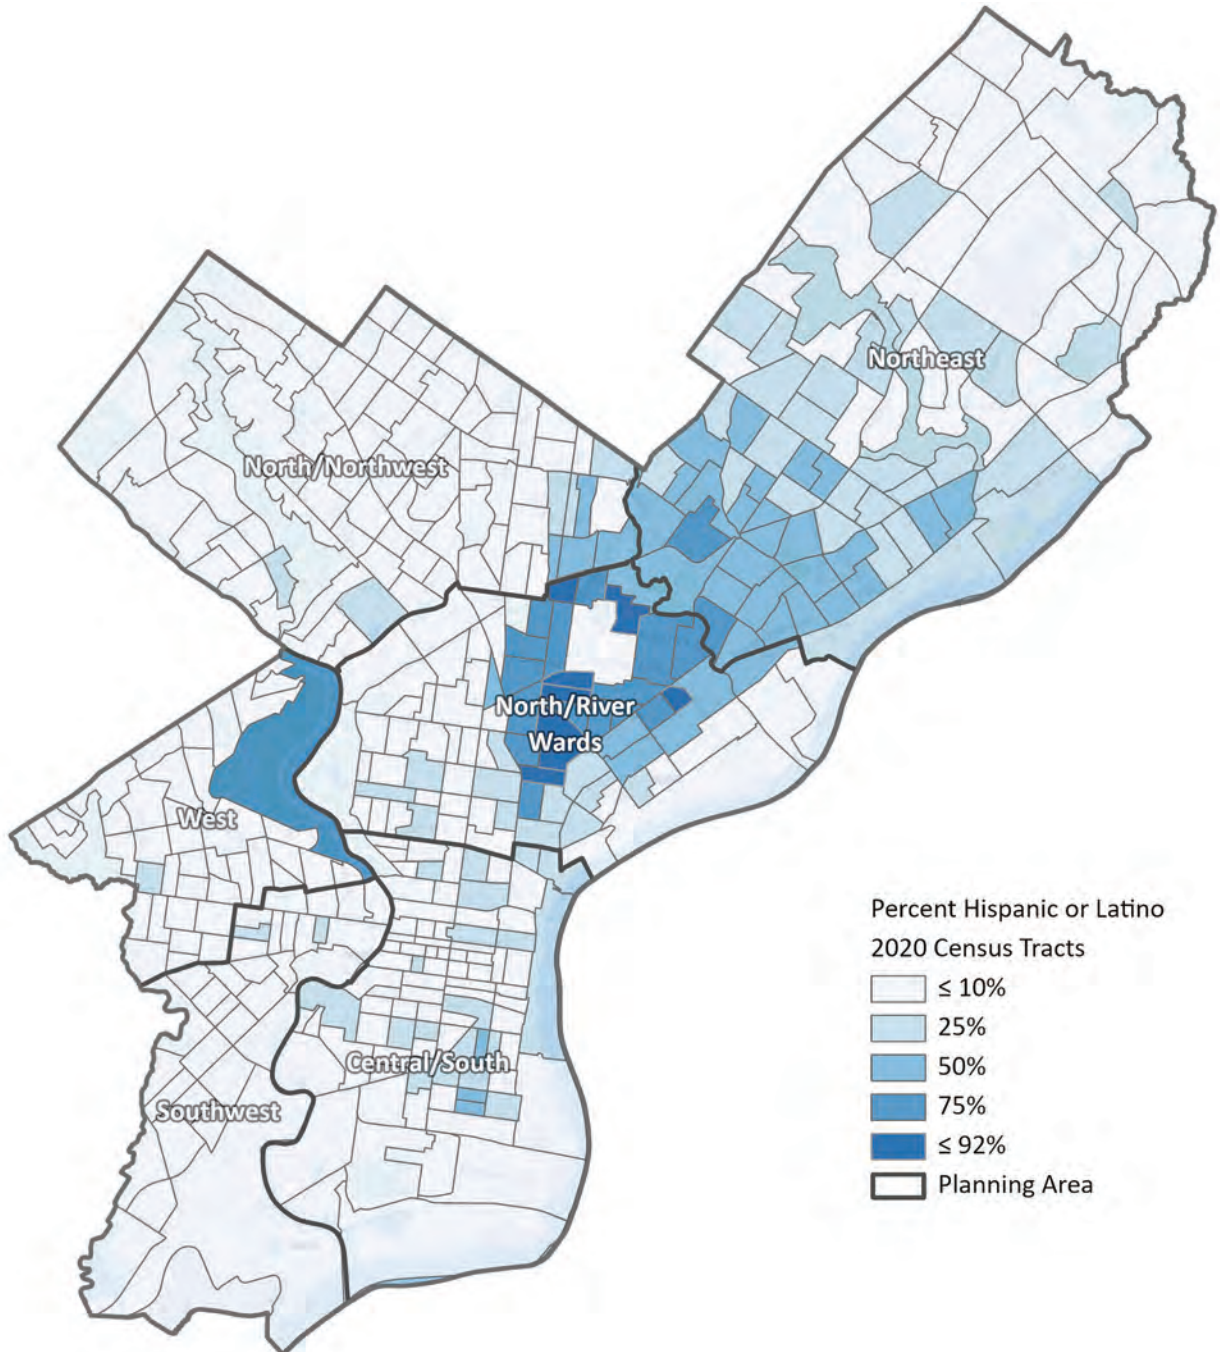 Northeast
North/Northwest
North/River
Wards
West
Central/South
Southwest
Percent Hispanic or Latino
2020 Census Tracts
≤ 10%
25%
50%
75%
≤ 92%
Planning Area